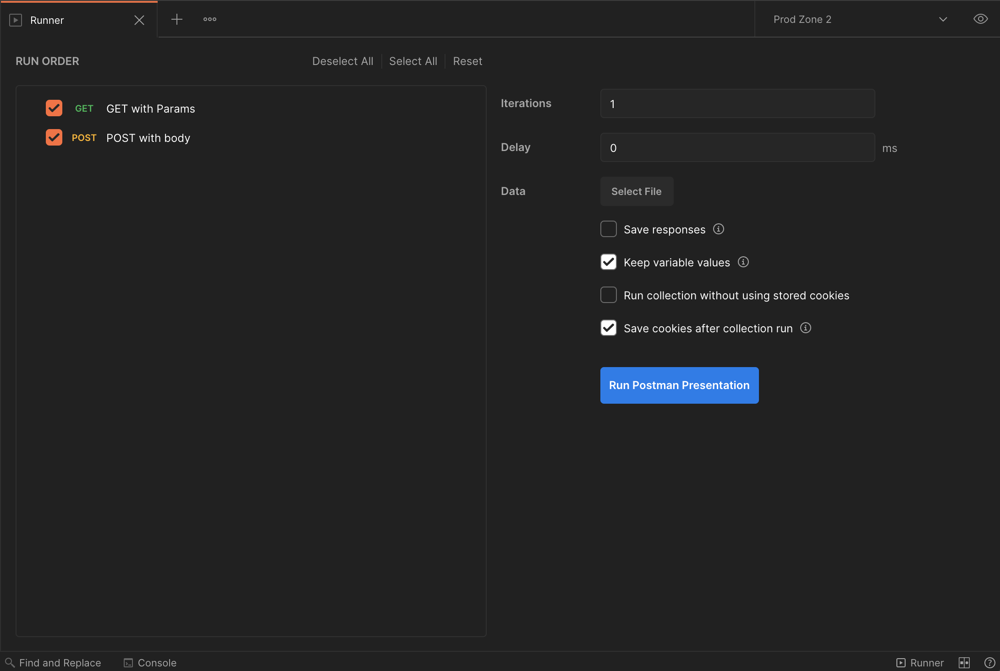 Runner
Prod Zone 2
RUN ORDER
Deselect All
Select All
Reset
GET GET with Params
POST POST with body
Iterations 1
Delay 0 ms
Data Select File
Save responses
Keep variable values
Run collection without using stored cookies
Save cookies after collection run
Run Postman Presentation
Find and Replace
Console
Runner